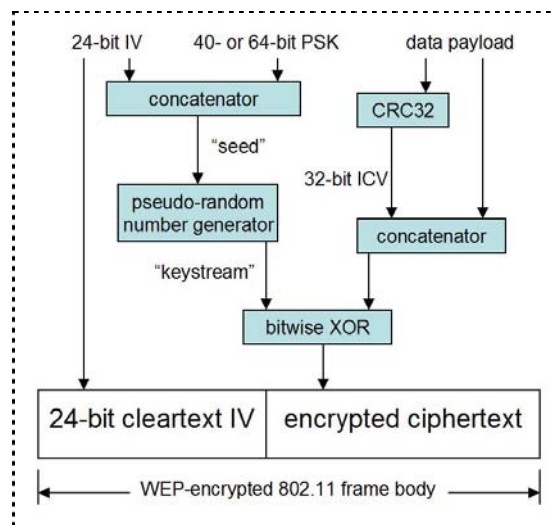 24-bit IV
40- or 64-bit PSK
data payload
concatenator
CRC32
“seed”
32-bit ICV
pseudo-random
number generator
concatenator
“keystream”
bitwise XOR
24-bit cleartext IV
encrypted ciphertext
WEP-encrypted 802.11 frame body